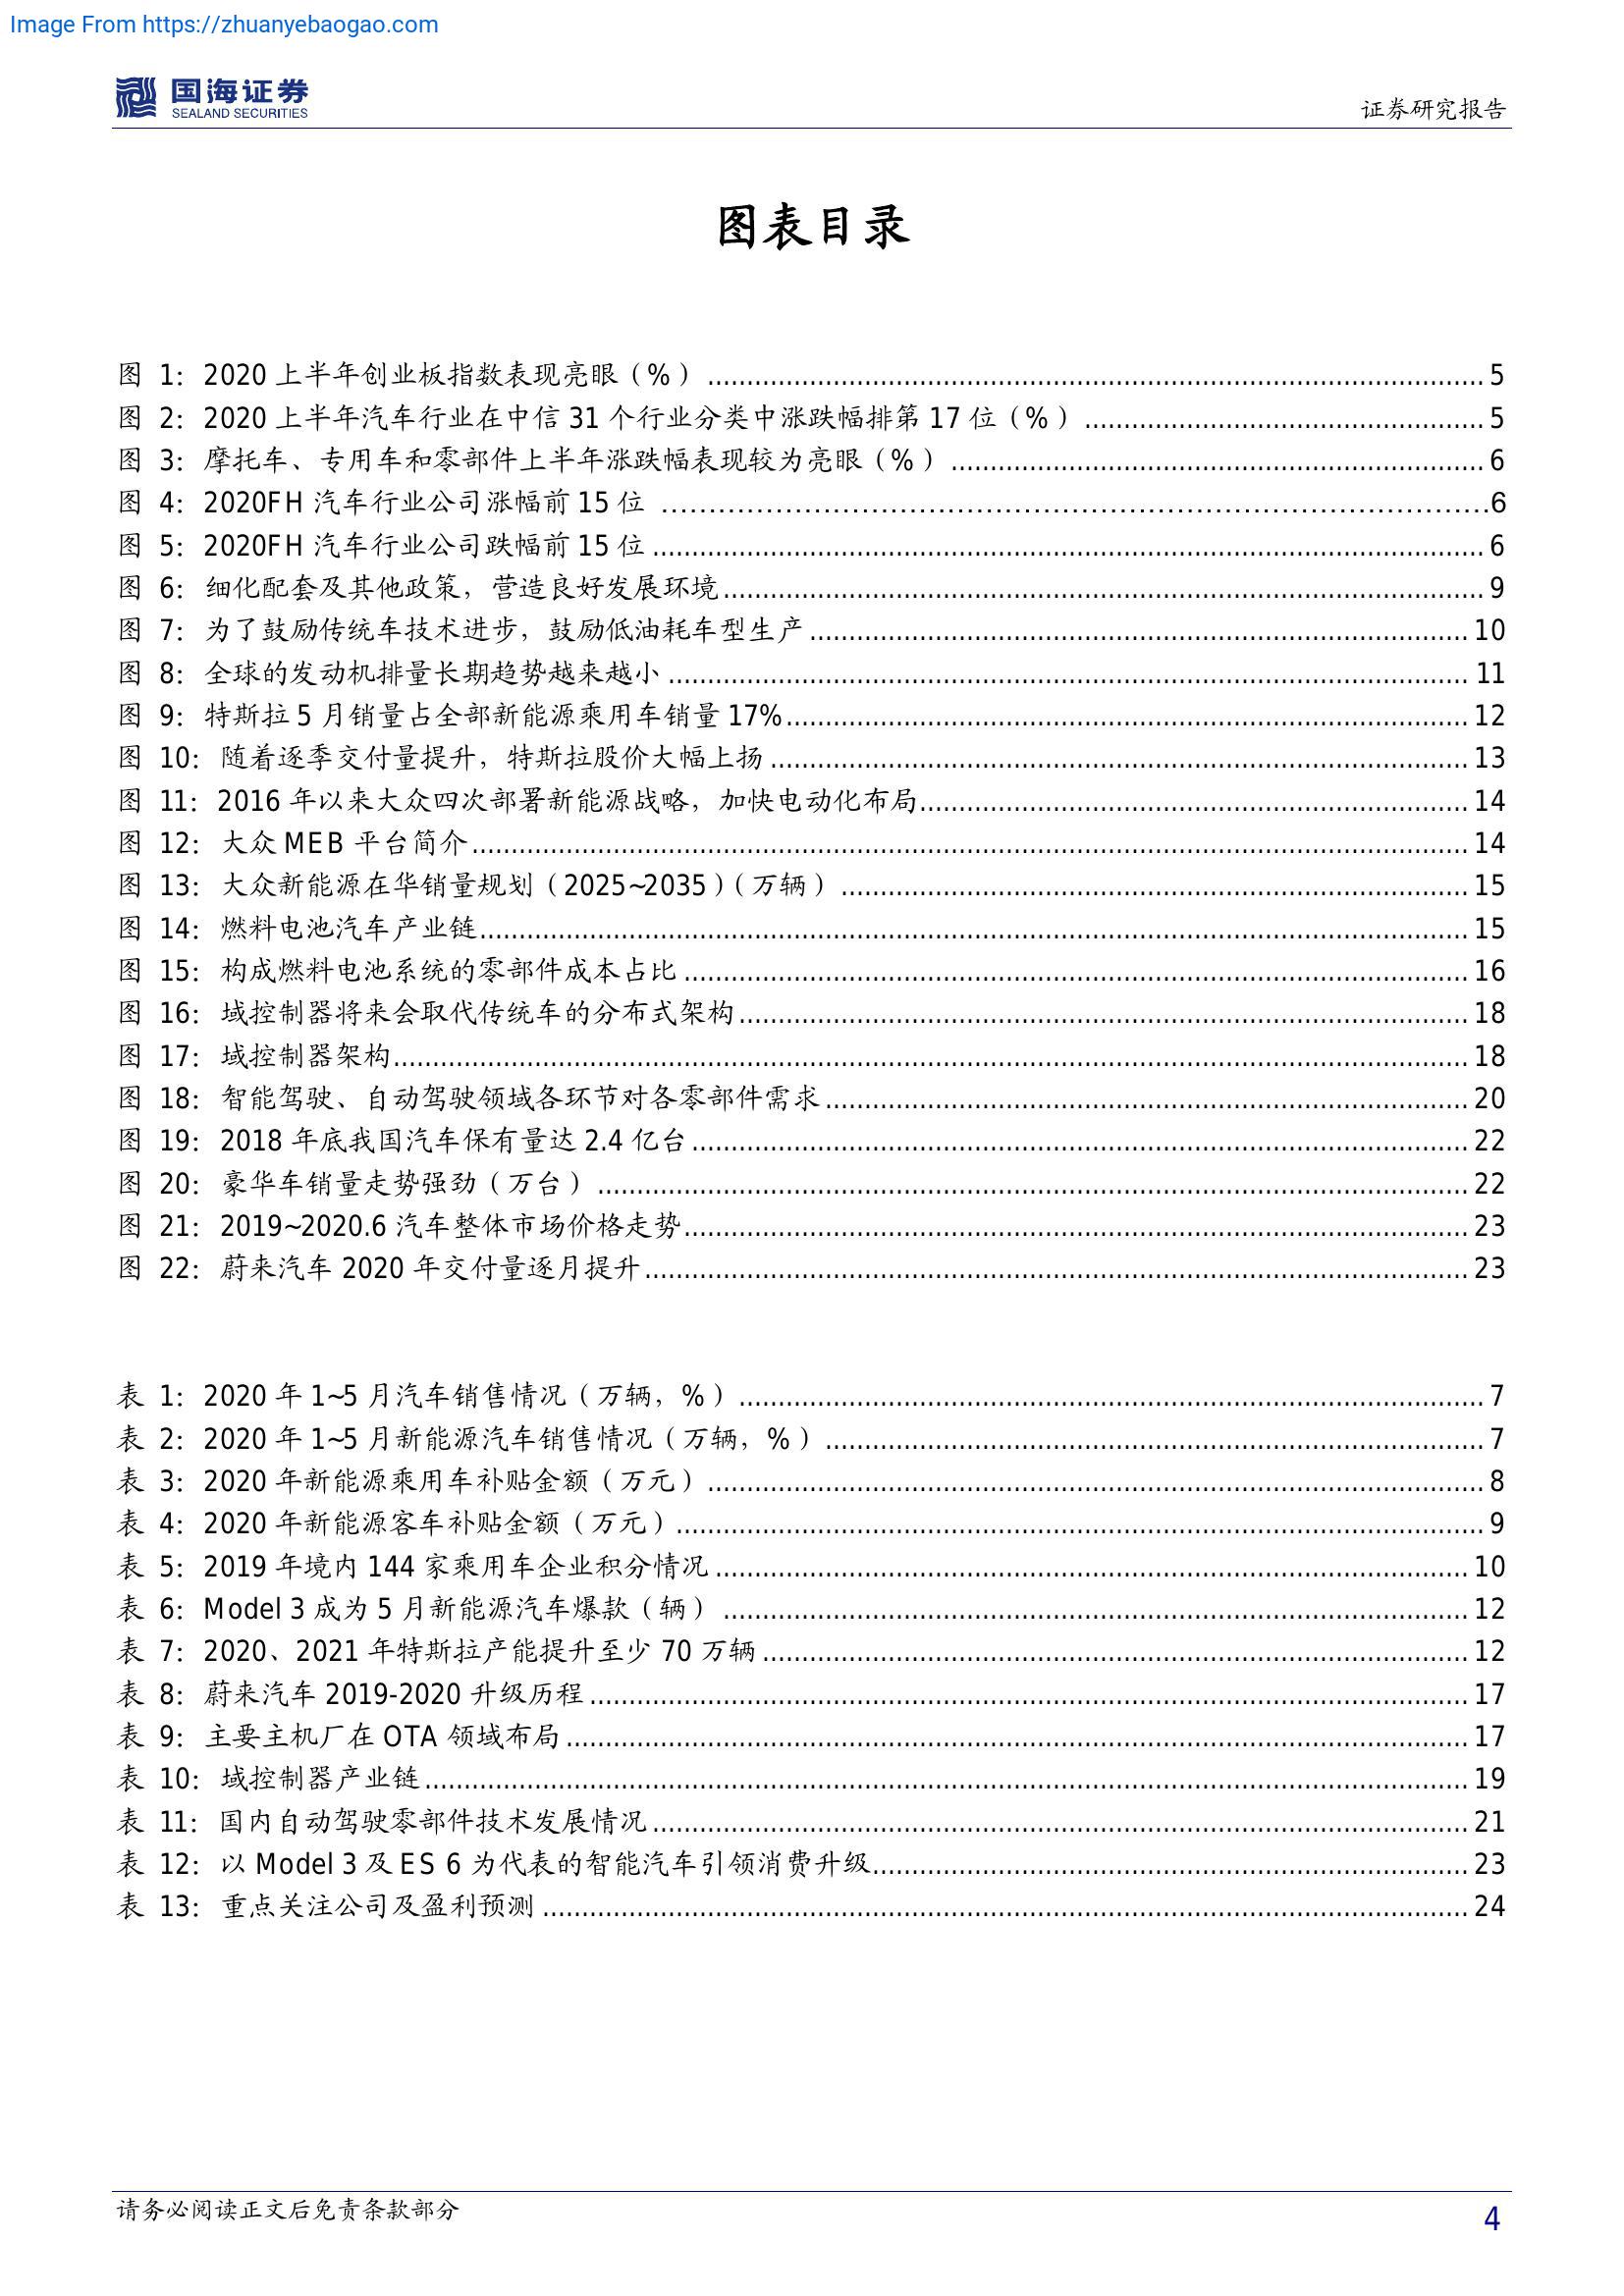 Image From https://zhuanyebaogao.com
国海证券
SEALAND SECURITIES
证券研究报告
图表目录
图 1：2020 上半年创业板指数表现亮眼（%） ........................................ 5
图 2：2020 上半年汽车行业在中信 31 个行业分类中涨跌幅排第 17 位（%） ........................................ 5
图 3：摩托车、专用车和零部件上半年涨跌幅表现较为亮眼（%） ........................................ 6
图 4：2020FH 汽车行业公司涨幅前 15 位 ........................................6
图 5：2020FH 汽车行业公司跌幅前 15 位 ........................................ 6
图 6：细化配套及其他政策，营造良好发展环境 ........................................ 9
图 7：为了鼓励传统车技术进步，鼓励低油耗车型生产 ........................................ 10
图 8：全球的发动机排量长期趋势越来越小 ........................................ 11
图 9：特斯拉 5 月销量占全部新能源乘用车销量 17% ........................................ 12
图 10：随着逐季交付量提升，特斯拉股价大幅上扬 ........................................ 13
图 11：2016 年以来大众四次部署新能源战略，加快电动化布局 ........................................ 14
图 12：大众 MEB 平台简介 ........................................ 14
图 13：大众新能源在华销量规划（2025~2035）（万辆） ........................................ 15
图 14：燃料电池汽车产业链 ........................................ 15
图 15：构成燃料电池系统的零部件成本占比 ........................................ 16
图 16：域控制器将来会取代传统车的分布式架构 ........................................ 18
图 17：域控制器架构 ........................................ 18
图 18：智能驾驶、自动驾驶领域各环节对各零部件需求 ........................................ 20
图 19：2018 年底我国汽车保有量达 2.4 亿台 ........................................ 22
图 20：豪华车销量走势强劲（万台） ........................................ 22
图 21：2019~2020.6 汽车整体市场价格走势 ........................................ 23
图 22：蔚来汽车 2020 年交付量逐月提升 ........................................ 23
表 1：2020 年 1~5 月汽车销售情况（万辆，%） ........................................ 7
表 2：2020 年 1~5 月新能源汽车销售情况（万辆，%） ........................................ 7
表 3：2020 年新能源乘用车补贴金额（万元） ........................................ 8
表 4：2020 年新能源客车补贴金额（万元） ........................................ 9
表 5：2019 年境内 144 家乘用车企业积分情况 ........................................ 10
表 6：Model 3 成为 5 月新能源汽车爆款（辆） ........................................ 12
表 7：2020、2021 年特斯拉产能提升至少 70 万辆 ........................................ 12
表 8：蔚来汽车 2019-2020 升级历程 ........................................ 17
表 9：主要主机厂在 OTA 领域布局 ........................................ 17
表 10：域控制器产业链 ........................................ 19
表 11：国内自动驾驶零部件技术发展情况 ........................................ 21
表 12：以 Model 3 及 ES 6 为代表的智能汽车引领消费升级 ........................................ 23
表 13：重点关注公司及盈利预测 ........................................ 24
请务必阅读正文后免责条款部分
4